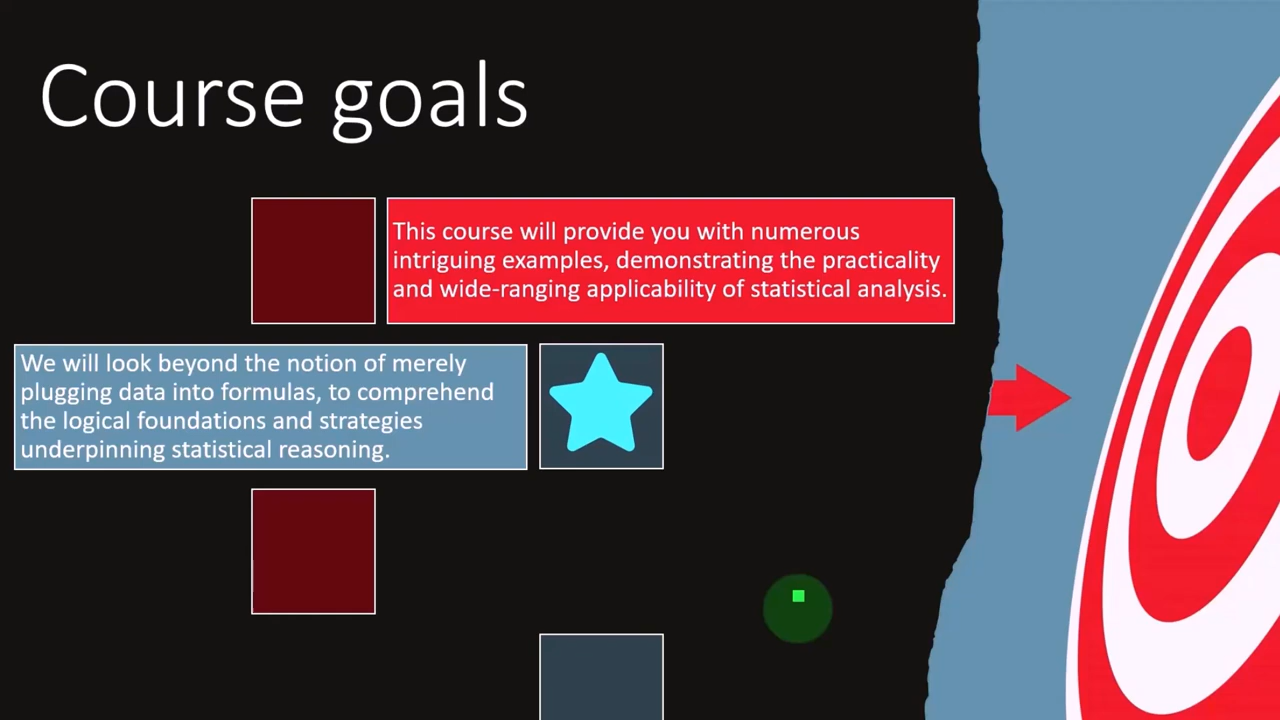 Course goals
This course will provide you with numerous
intriguing examples, demonstrating the practicality
and wide-ranging applicability of statistical analysis.
We will look beyond the notion of merely
plugging data into formulas, to comprehend
the logical foundations and strategies
underpinning statistical reasoning.